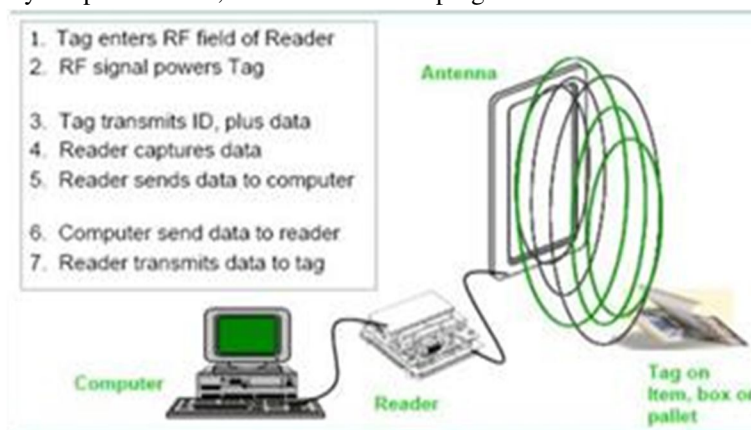 1. Tag enters RF field of Reader
2. RF signal powers Tag
3. Tag transmits ID, plus data
4. Reader captures data
5. Reader sends data to computer
6. Computer send data to reader
7. Reader transmits data to tag
Antenna
Computer
Reader
Tag on
Item, box or
pallet